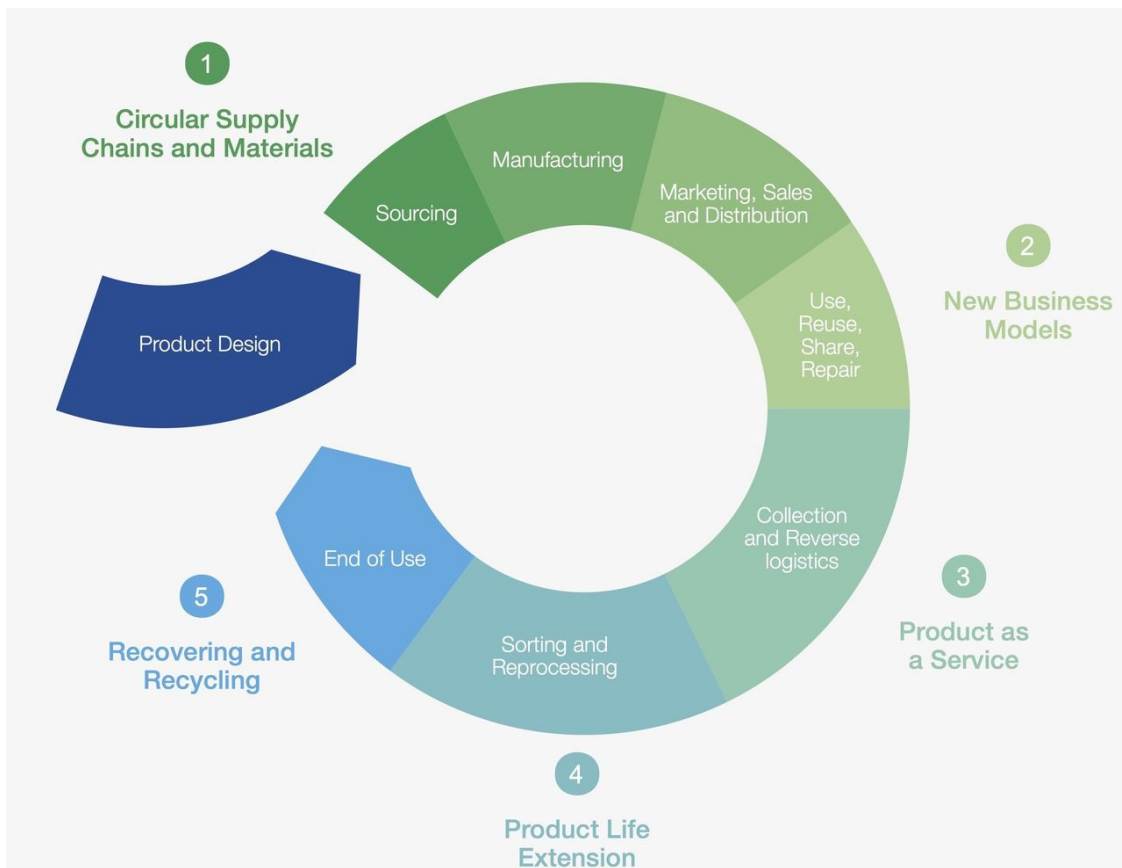 1
Circular Supply
Chains and Materials
Sourcing
Manufacturing
Marketing, Sales
and Distribution
Use,
Reuse,
Share,
Repair
2
New Business
Models
Product Design
Collection
and Reverse
logistics
3
Product as
a Service
Sorting and
Reprocessing
4
Product Life
Extension
End of Use
5
Recovering and
Recycling